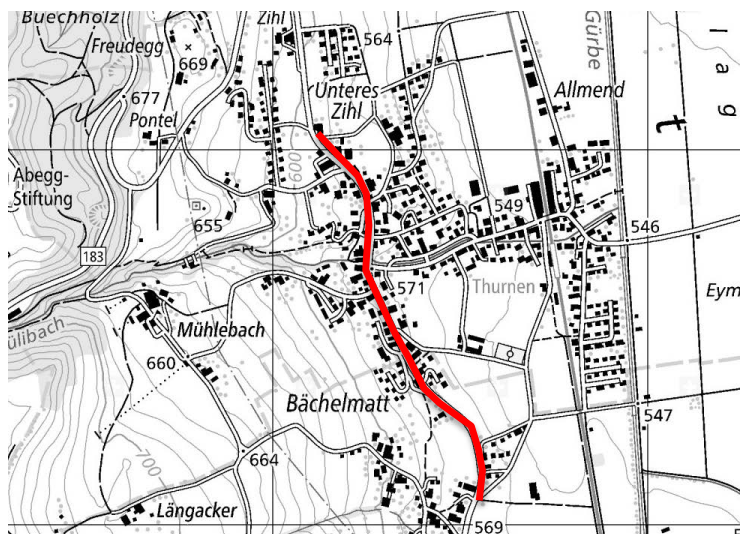 Buechholz
Zihl
564
Gürbe
l
a
g
Freudegg
669
Unteres
Zihl
Allmend
677
Pontel
t
600
Abegg-
Stiftung
655
549
546
183
571
Thurnen
Eym
Mühlebach
ülibach
660
Bächelmatt
547
700
664
Längacker
569